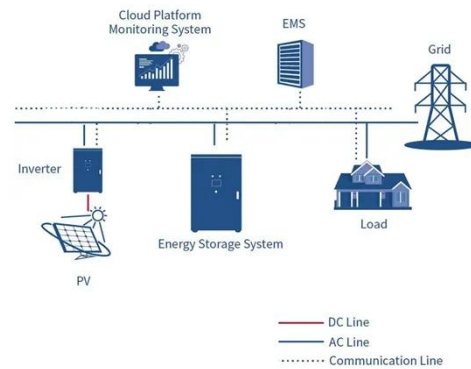 Cloud Platform
Monitoring System
EMS
Grid
Inverter
Energy Storage System
Load
PV
DC Line
AC Line
Communication Line